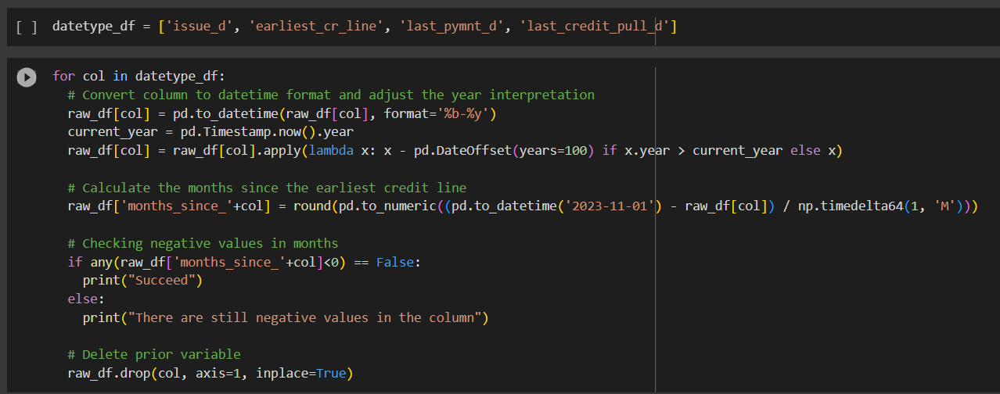 [ ] datetype_df = ['issue_d', 'earliest_cr_line', 'last_pymnt_d', 'last_credit_pull_d']
for col in datetype_df:
  # Convert column to datetime format and adjust the year interpretation
  raw_df[col] = pd.to_datetime(raw_df[col], format='%b-%y')
  current_year = pd.Timestamp.now().year
  raw_df[col] = raw_df[col].apply(lambda x: x - pd.DateOffset(years=100) if x.year > current_year else x)
  # Calculate the months since the earliest credit line
  raw_df['months_since_'+col] = round(pd.to_numeric((pd.to_datetime('2023-11-01') - raw_df[col]) / np.timedelta64(1, 'M')))
  # Checking negative values in months
  if any(raw_df['months_since_'+col]<0) == False:
    print("Succeed")
  else:
    print("There are still negative values in the column")
  # Delete prior variable
  raw_df.drop(col, axis=1, inplace=True)